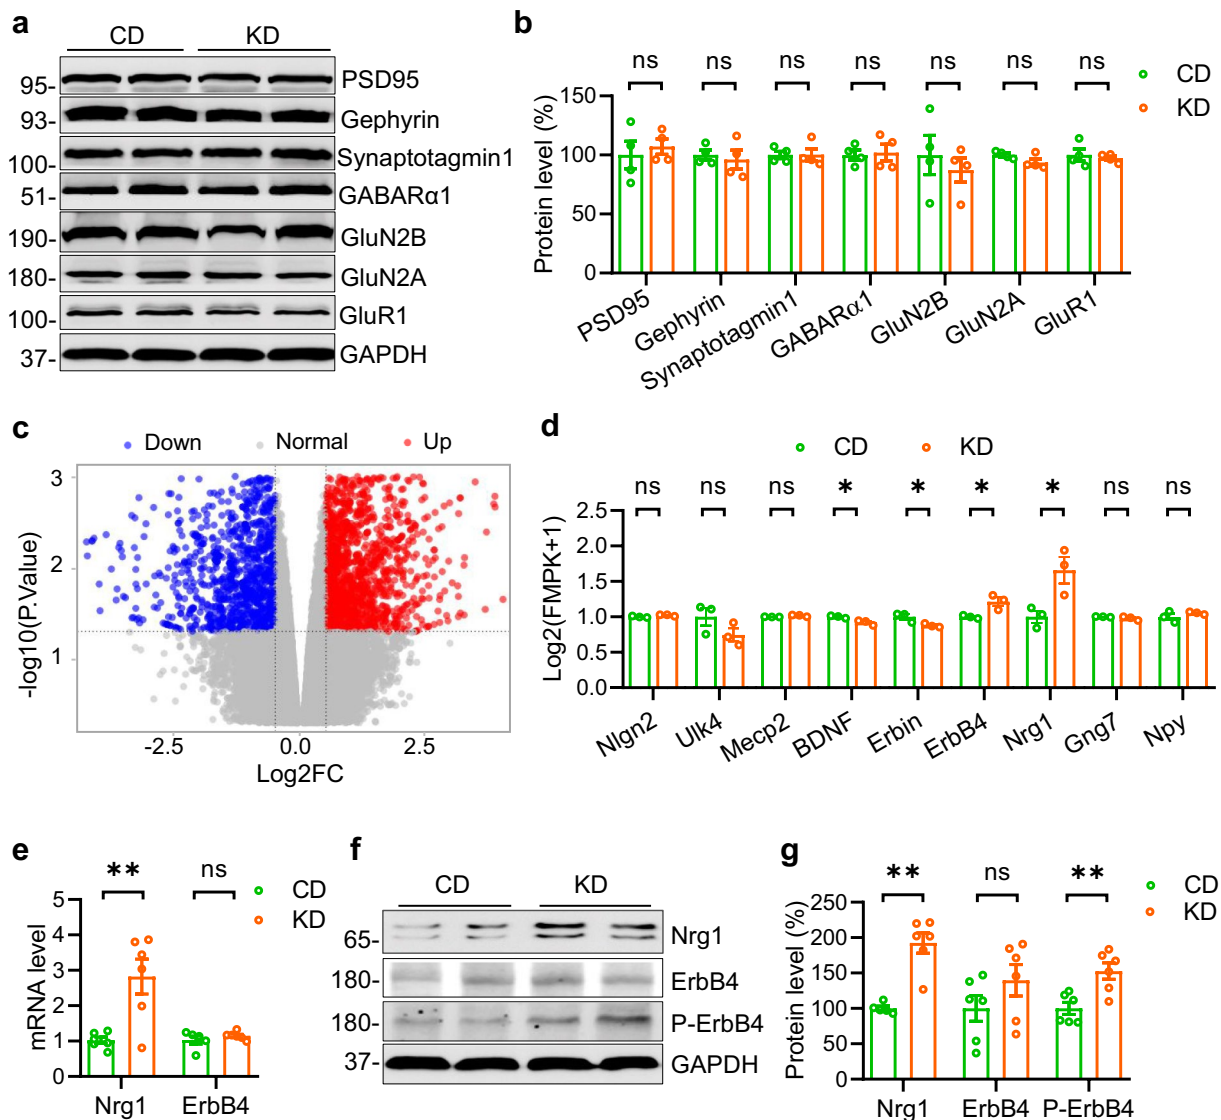 a
CD KD
95- PSD95
93- Gephyrin
100- Synaptotagmin1
51- GABARα1
190- GluN2B
180- GluN2A
100- GluR1
37- GAPDH
b
ns ns ns ns ns ns ns
CD
KD
Protein level (%)
150
100
50
0
PSD95 Gephyrin Synaptotagmin1 GABARα1 GluN2B GluN2A GluR1
c
Down Normal Up
-log10(P.Value)
3
2
1
-2.5 0.0 2.5
Log2FC
d
CD KD
ns ns ns * * * * ns ns
Log2(FMPK+1)
2.5
2.0
1.5
1.0
0.5
0.0
Nlgn2 Ulk4 Mecp2 BDNF Erbin ErbB4 Nrg1 Gng7 Npy
e
** ns
CD
KD
mRNA level
5
4
3
2
1
0
Nrg1 ErbB4
f
CD KD
65- Nrg1
180- ErbB4
180- P-ErbB4
37- GAPDH
g
** ns **
CD
KD
Protein level (%)
250
200
150
100
50
0
Nrg1 ErbB4 P-ErbB4